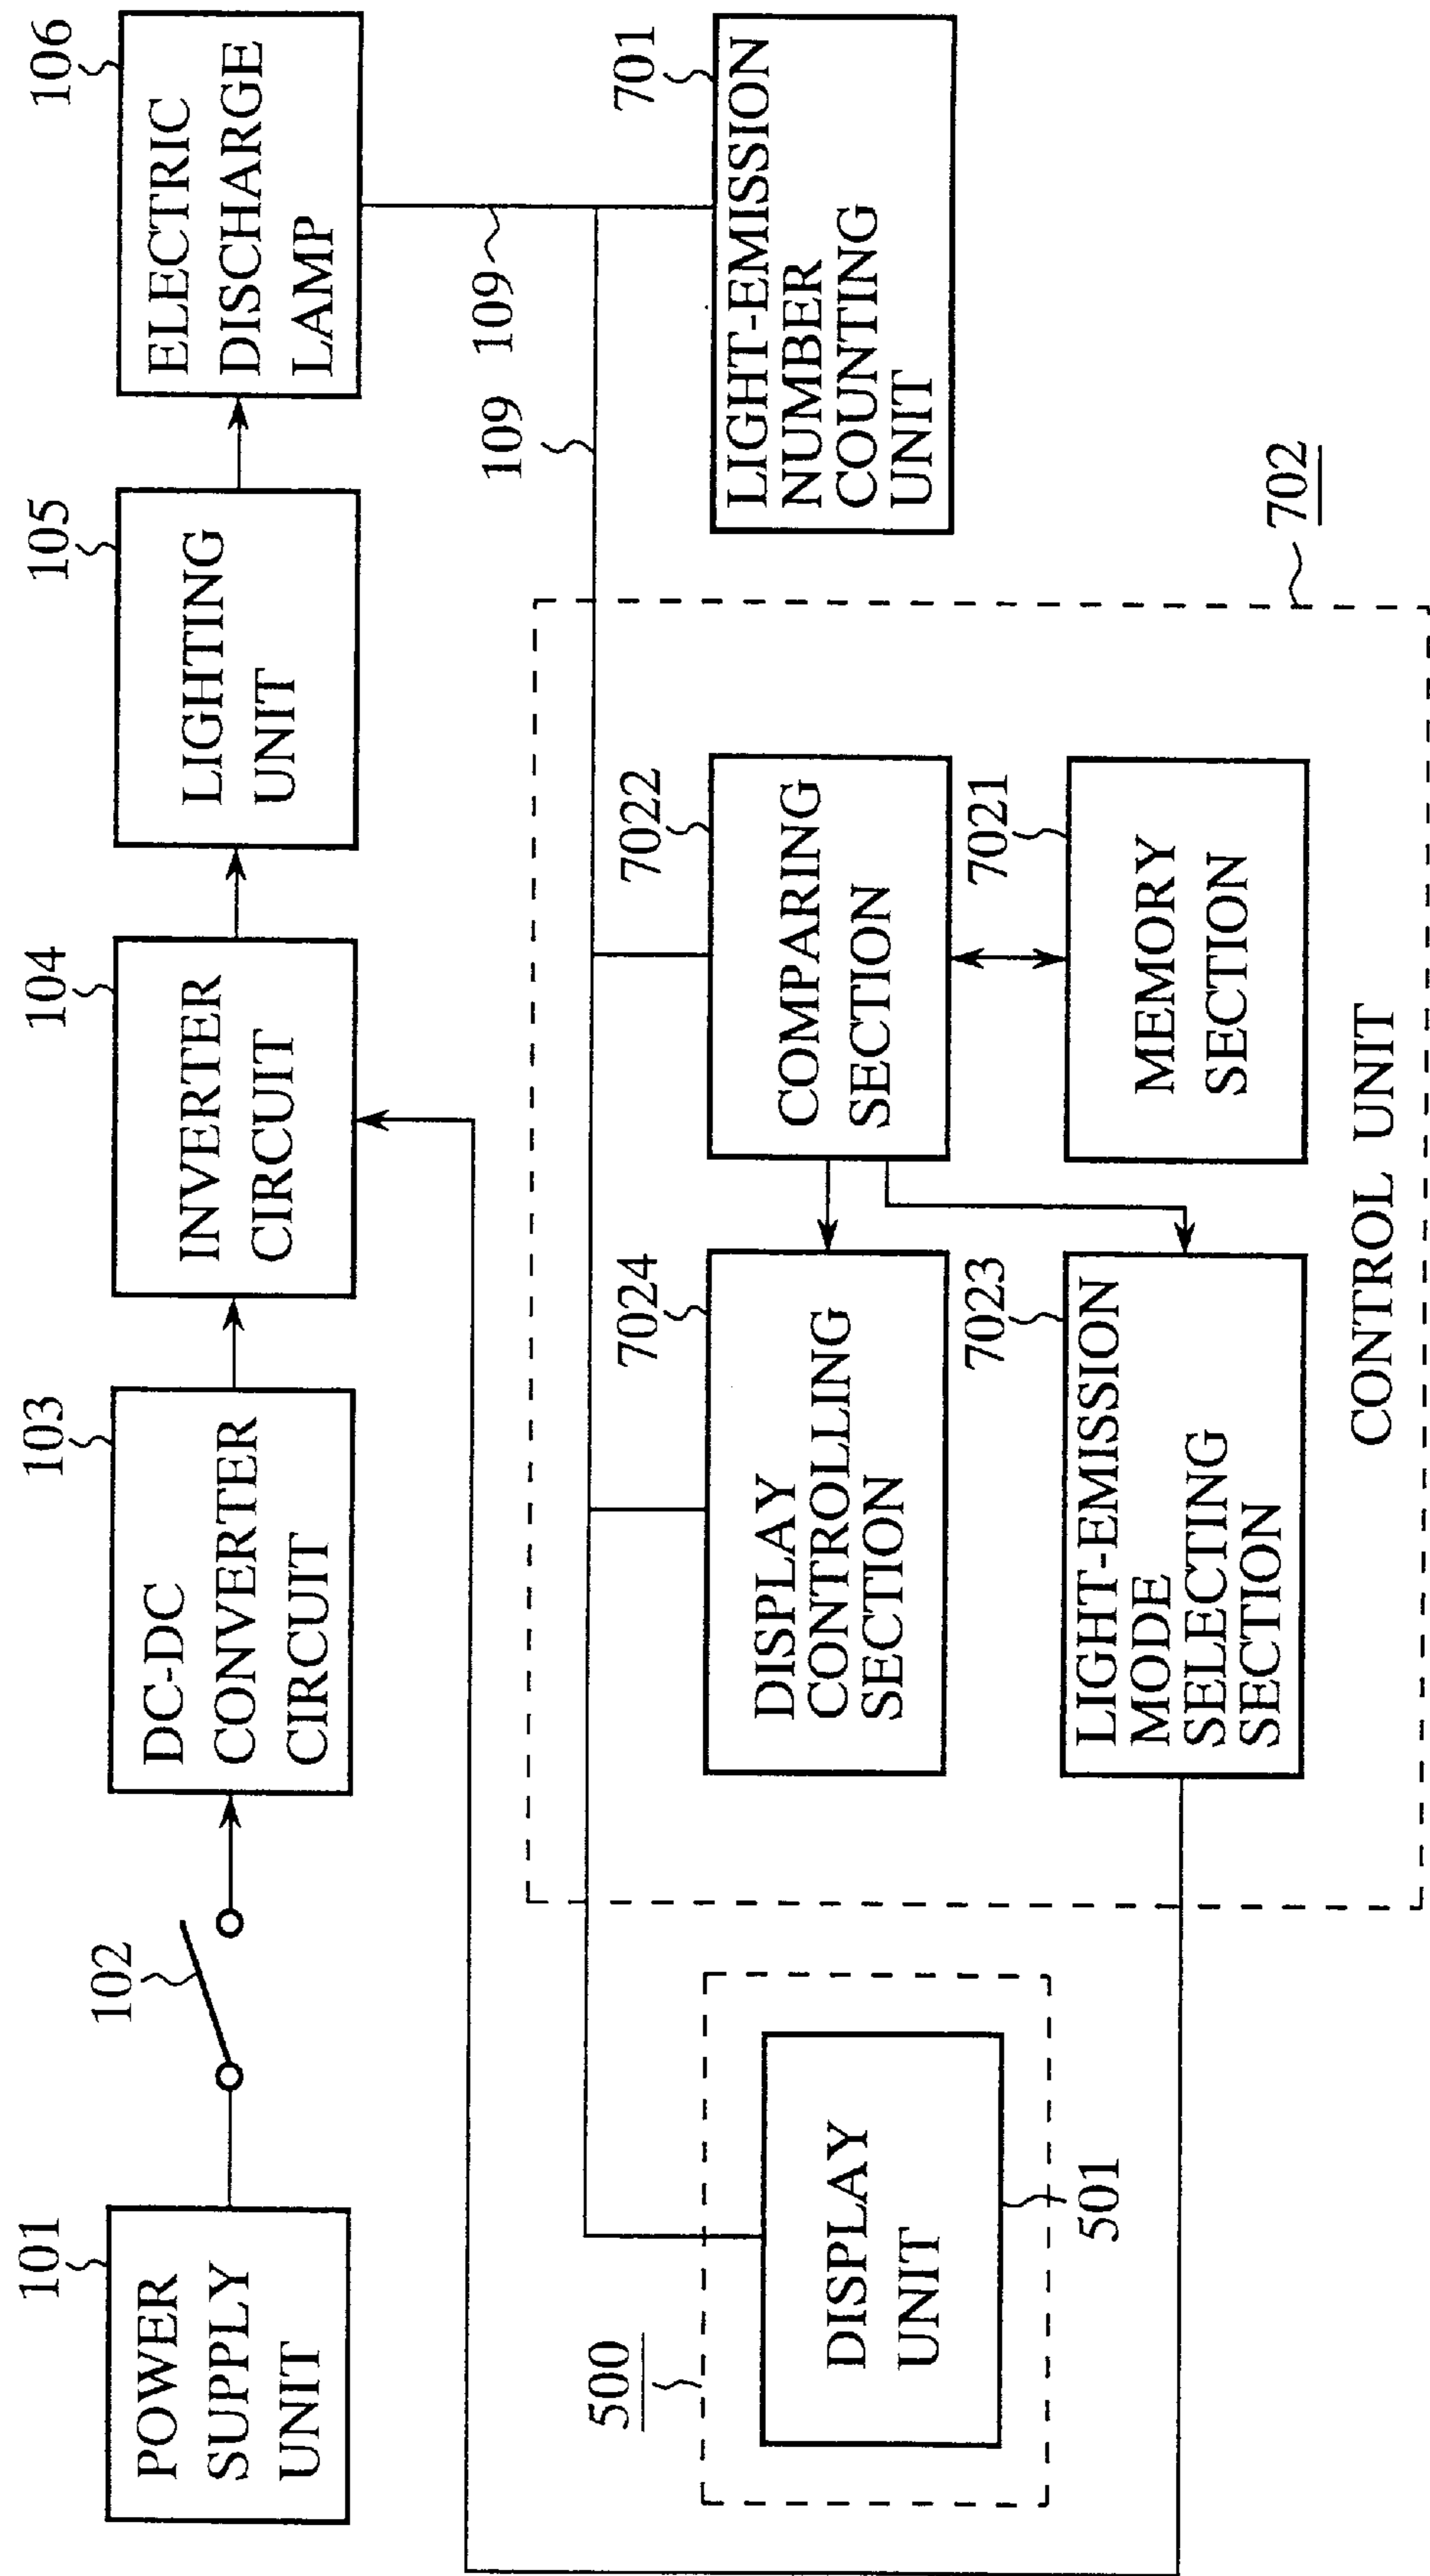 101
POWER
SUPPLY
UNIT
102
103
DC-DC
CONVERTER
CIRCUIT
104
INVERTER
CIRCUIT
105
LIGHTING
UNIT
106
ELECTRIC
DISCHARGE
LAMP
109
109
500
DISPLAY
UNIT
501
7024
DISPLAY
CONTROLLING
SECTION
7022
COMPARING
SECTION
701
LIGHT-EMISSION
NUMBER
COUNTING
UNIT
7023
LIGHT-EMISSION
MODE
SELECTING
SECTION
7021
MEMORY
SECTION
702
CONTROL UNIT